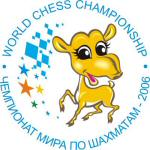 WORLD CHESS CHAMPIONSHIP
ЧЕМПИОНАТ МИРА ПО ШАХМАТАМ - 2006